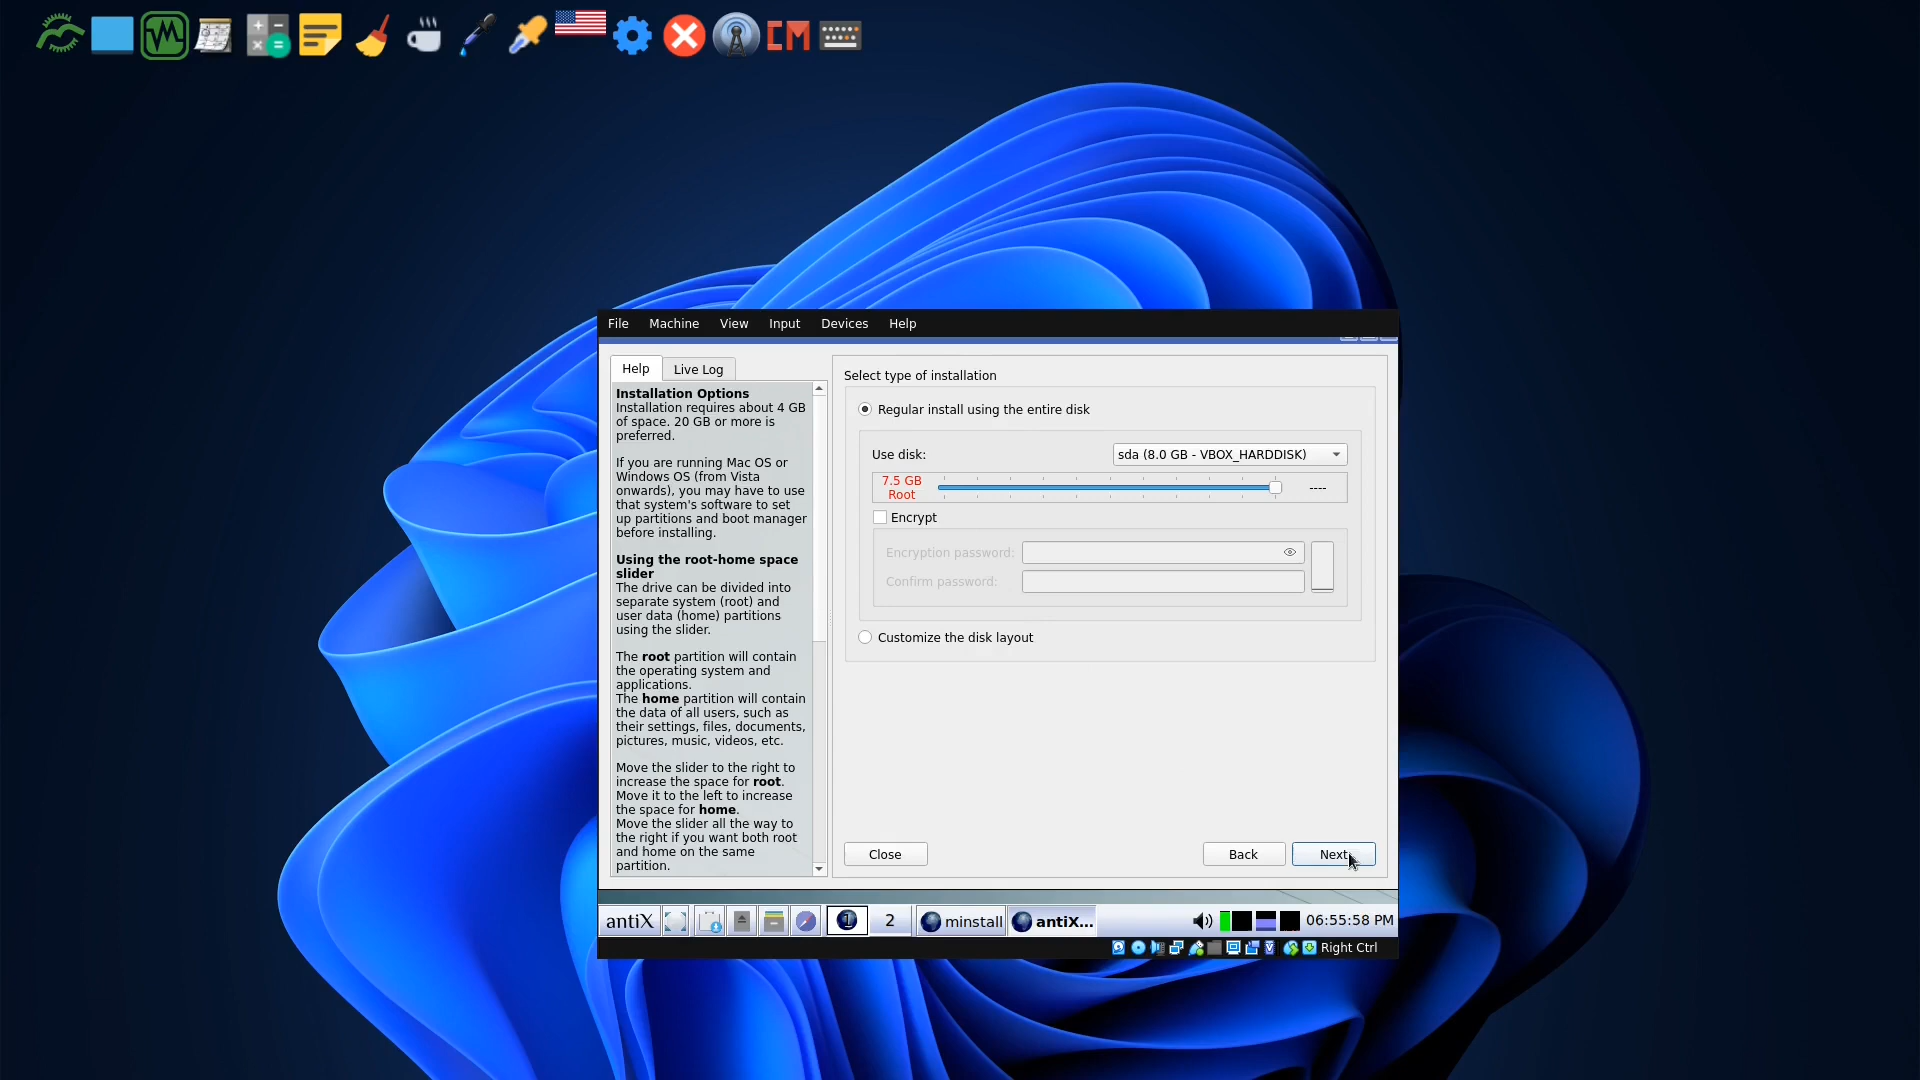 CM
File Machine View Input Devices Help
Help Live Log
Installation Options
Installation requires about 4 GB
of space. 20 GB or more is
preferred.
If you are running Mac OS or
Windows OS (from Vista
onwards), you may have to use
that system's software to set
up partitions and boot manager
before installing.
Using the root-home space
slider
The drive can be divided into
separate system (root) and
user data (home) partitions
using the slider.
The root partition will contain
the operating system and
applications.
The home partition will contain
the data of all users, such as
their settings, files, documents,
pictures, music, videos, etc.
Move the slider to the right to
increase the space for root.
Move it to the left to increase
the space for home.
Move the slider all the way to
the right if you want both root
and home on the same
partition.
Select type of installation
Regular install using the entire disk
Use disk: sda (8.0 GB - VBOX_HARDDISK)
7.5 GB
Root
----
Encrypt
Encryption password:
Confirm password:
Customize the disk layout
Close Back Next
antiX 1 2 minstall antiX... 06:55:58 PM
Right Ctrl